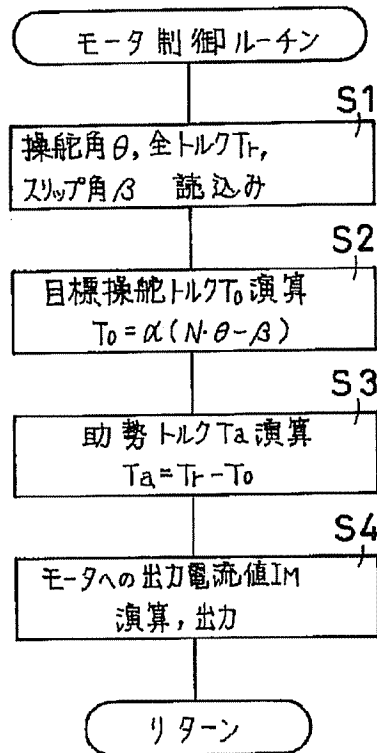 モータ制御ルーチン
S1
操舵角θ,全トルクTr,
スリップ角β 読込み
S2
目標操舵トルクTo演算
To=α(N·θ-β)
S3
助勢トルクTa演算
Ta=Tr-To
S4
モータへの出力電流値IM
演算,出力
リターン